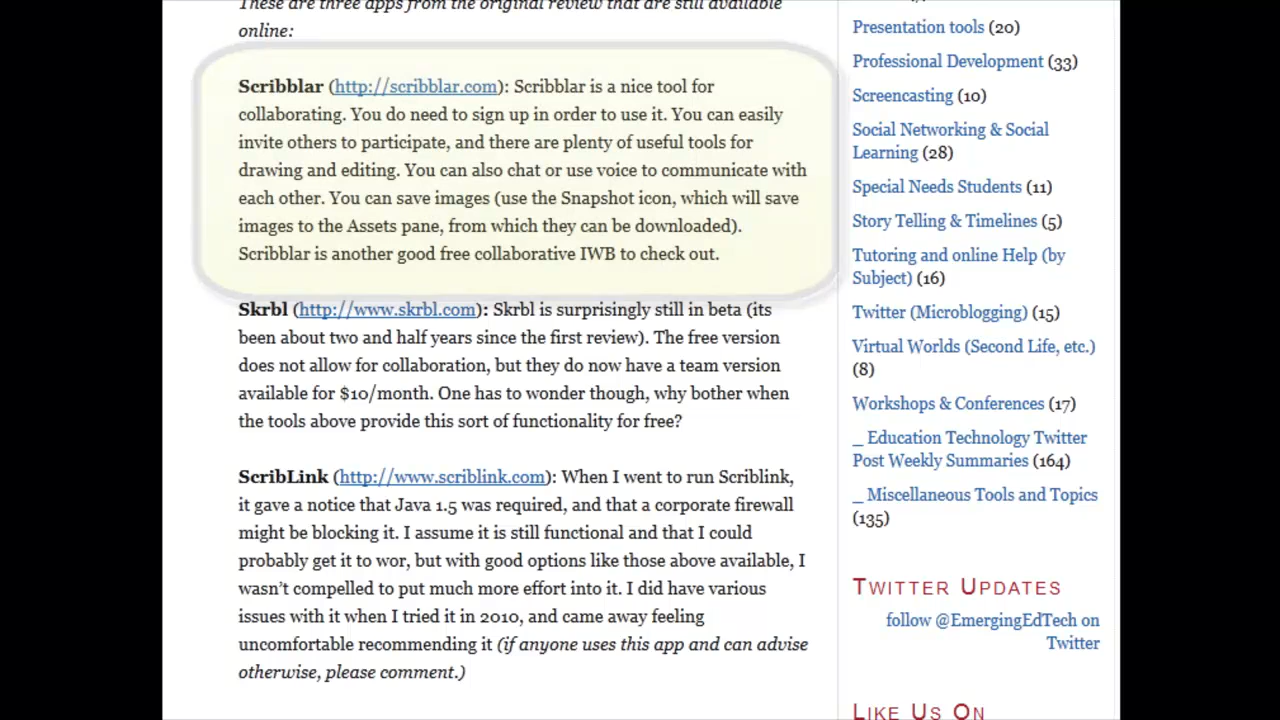 These are three apps from the original review that are still available
online:
Scribblar (http://scribblar.com): Scribblar is a nice tool for
collaborating. You do need to sign up in order to use it. You can easily
invite others to participate, and there are plenty of useful tools for
drawing and editing. You can also chat or use voice to communicate with
each other. You can save images (use the Snapshot icon, which will save
images to the Assets pane, from which they can be downloaded).
Scribblar is another good free collaborative IWB to check out.
Skrbl (http://www.skrbl.com): Skrbl is surprisingly still in beta (its
been about two and half years since the first review). The free version
does not allow for collaboration, but they do now have a team version
available for $10/month. One has to wonder though, why bother when
the tools above provide this sort of functionality for free?
ScribLink (http://www.scriblink.com): When I went to run Scriblink,
it gave a notice that Java 1.5 was required, and that a corporate firewall
might be blocking it. I assume it is still functional and that I could
probably get it to wor, but with good options like those above available, I
wasn't compelled to put much more effort into it. I did have various
issues with it when I tried it in 2010, and came away feeling
uncomfortable recommending it (if anyone uses this app and can advise
otherwise, please comment.)
Presentation tools (20)
Professional Development (33)
Screencasting (10)
Social Networking & Social
Learning (28)
Special Needs Students (11)
Story Telling & Timelines (5)
Tutoring and online Help (by
Subject) (16)
Twitter (Microblogging) (15)
Virtual Worlds (Second Life, etc.)
(8)
Workshops & Conferences (17)
_ Education Technology Twitter
Post Weekly Summaries (164)
_ Miscellaneous Tools and Topics
(135)
Twitter Updates
follow @EmergingEdTech on
Twitter
Like Us On